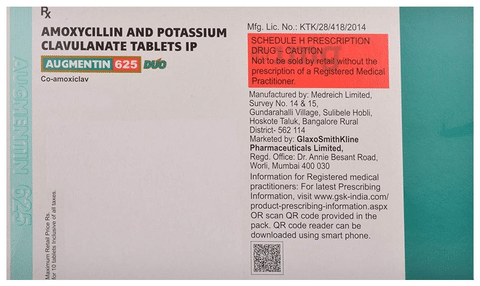 Rx
AMOXYCILLIN AND POTASSIUM
CLAVULANATE TABLETS IP
AUGMENTIN 625 DUO
Co-amoxiclav
AUGMENTIN 625
Maximum Retail Price Rs.
for 10 tablets inclusive of all taxes.
Mfg. Lic. No.: KTK/28/418/2014
SCHEDULE H PRESCRIPTION
DRUG - CAUTION
Not to be sold by retail without the
prescription of a Registered Medical
Practitioner.
Manufactured by: Medreich Limited,
Survey No. 14 & 15,
Gundarahalli Village, Sulibele Hobli,
Hoskote Taluk, Bangalore Rural
District- 562 114
Marketed by: GlaxoSmithKline
Pharmaceuticals Limited,
Regd. Office: Dr. Annie Besant Road,
Worli, Mumbai 400 030
Information for Registered medical
practitioners: For latest Prescribing
Information, visit www.gsk-india.com/
product-prescribing-information.aspx
OR scan QR code provided in the
pack. QR code reader can be
downloaded using smart phone.